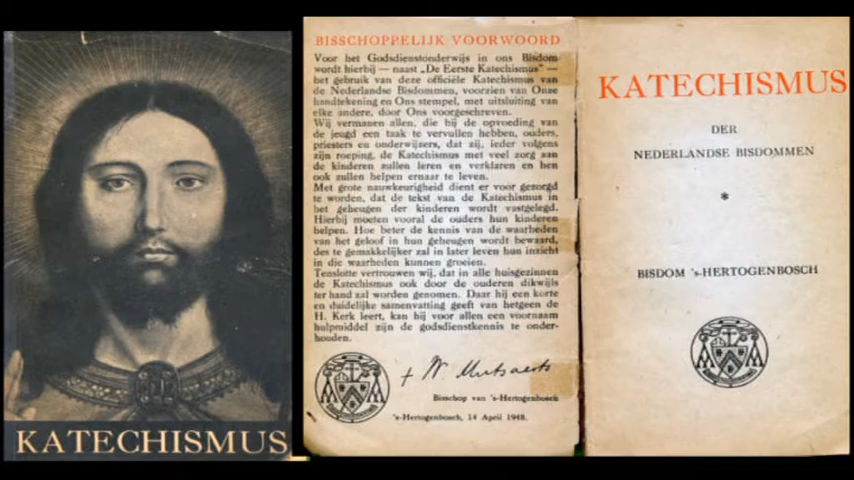 KATECHISMUS
BISSCHOPPELIJK VOORWOORD
Voor het Godsdienstonderwijs in ons Bisdom
wordt hierbij — naast „De Eerste Katechismus" —
het gebruik van deze officiële Katechismus van
de Nederlandse Bisdommen, voorzien van Onze
handtekening en Ons stempel, met uitsluiting van
elke andere, door Ons voorgeschreven.
Wij vermanen allen, die bij de opvoeding van
de jeugd een taak te vervullen hebben, ouders,
priesters en onderwijzers, dat zij, ieder volgens
zijn roeping, de Katechismus met veel zorg aan
de kinderen zullen leren en verklaren en hen
ook zullen helpen ernaar te leven.
Met grote nauwkeurigheid dient er voor gezorgd
te worden, dat de tekst van de Katechismus in
het geheugen der kinderen wordt vastgelegd.
Hierbij moeten vooral de ouders hun kinderen
helpen. Hoe beter de kennis van de waarheden
van het geloof in hun geheugen wordt bewaard,
des te gemakkelijker zal in later leven hun inzicht
in die waarheden kunnen groeien.
Tenslotte vertrouwen wij, dat in alle huisgezinnen
de Katechismus ook door de ouderen dikwijls
ter hand zal worden genomen. Daar hij een korte
en duidelijke samenvatting geeft van hetgeen de
H. Kerk leert, kan hij voor allen een voornaam
hulpmiddel zijn de godsdienstkennis te onder-
houden.
+ W. Mutsaerts
Bisschop van 's-Hertogenbosch
's-Hertogenbosch, 14 April 1948.
KATECHISMUS
DER
NEDERLANDSE BISDOMMEN
*
BISDOM 's-HERTOGENBOSCH